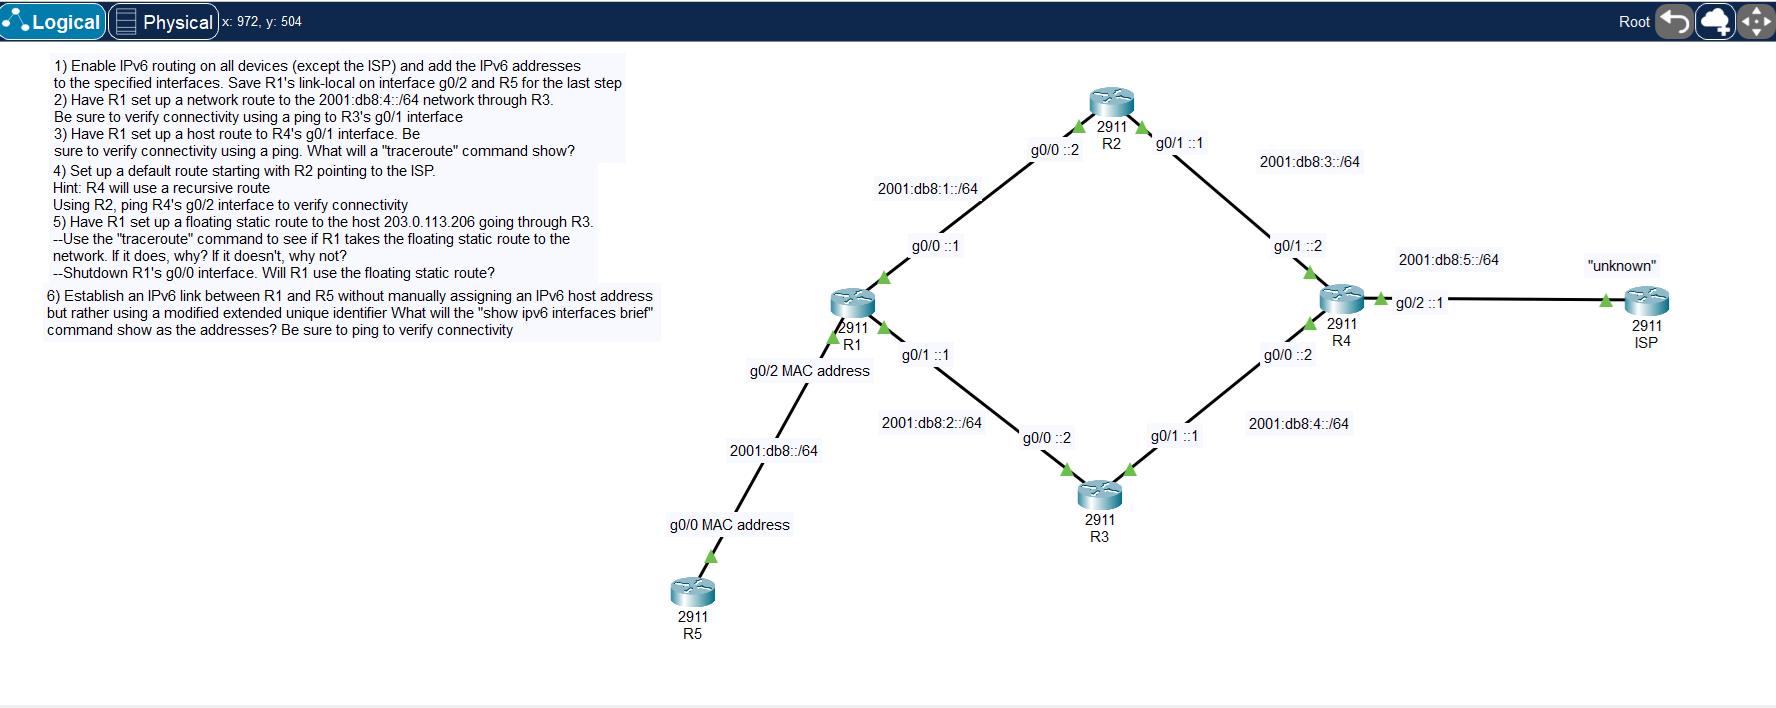 Logical
Physical
x: 972, y: 504
Root
1) Enable IPv6 routing on all devices (except the ISP) and add the IPv6 addresses
to the specified interfaces. Save R1's link-local on interface g0/2 and R5 for the last step
2) Have R1 set up a network route to the 2001:db8:4::/64 network through R3.
Be sure to verify connectivity using a ping to R3's g0/1 interface
3) Have R1 set up a host route to R4's g0/1 interface. Be
sure to verify connectivity using a ping. What will a "traceroute" command show?
4) Set up a default route starting with R2 pointing to the ISP.
Hint: R4 will use a recursive route
Using R2, ping R4's g0/2 interface to verify connectivity
5) Have R1 set up a floating static route to the host 203.0.113.206 going through R3.
--Use the "traceroute" command to see if R1 takes the floating static route to the
network. If it does, why? If it doesn't, why not?
--Shutdown R1's g0/0 interface. Will R1 use the floating static route?
6) Establish an IPv6 link between R1 and R5 without manually assigning an IPv6 host address
but rather using a modified extended unique identifier What will the "show ipv6 interfaces brief"
command show as the addresses? Be sure to ping to verify connectivity
2911
R2
g0/0 ::2
g0/1 ::1
2001:db8:3::/64
2001:db8:1::/64
g0/0 ::1
g0/1 ::2
2001:db8:5::/64
"unknown"
g0/2 ::1
2911
R1
2911
R4
2911
ISP
g0/1 ::1
g0/0 ::2
g0/2 MAC address
2001:db8:2::/64
2001:db8:4::/64
g0/0 ::2
g0/1 ::1
2001:db8::/64
2911
R3
g0/0 MAC address
2911
R5